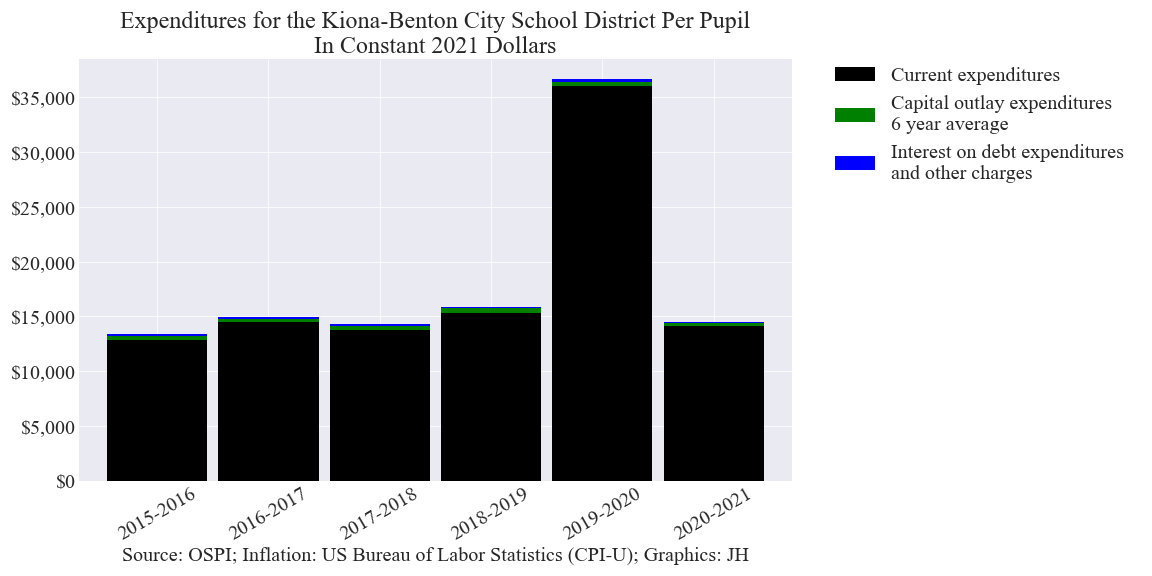 Expenditures for the Kiona-Benton City School District Per Pupil
In Constant 2021 Dollars
Current expenditures
Capital outlay expenditures
6 year average
Interest on debt expenditures
and other charges
$35,000
$30,000
$25,000
$20,000
$15,000
$10,000
$5,000
$0
2015-2016
2016-2017
2017-2018
2018-2019
2019-2020
2020-2021
Source: OSPI; Inflation: US Bureau of Labor Statistics (CPI-U); Graphics: JH